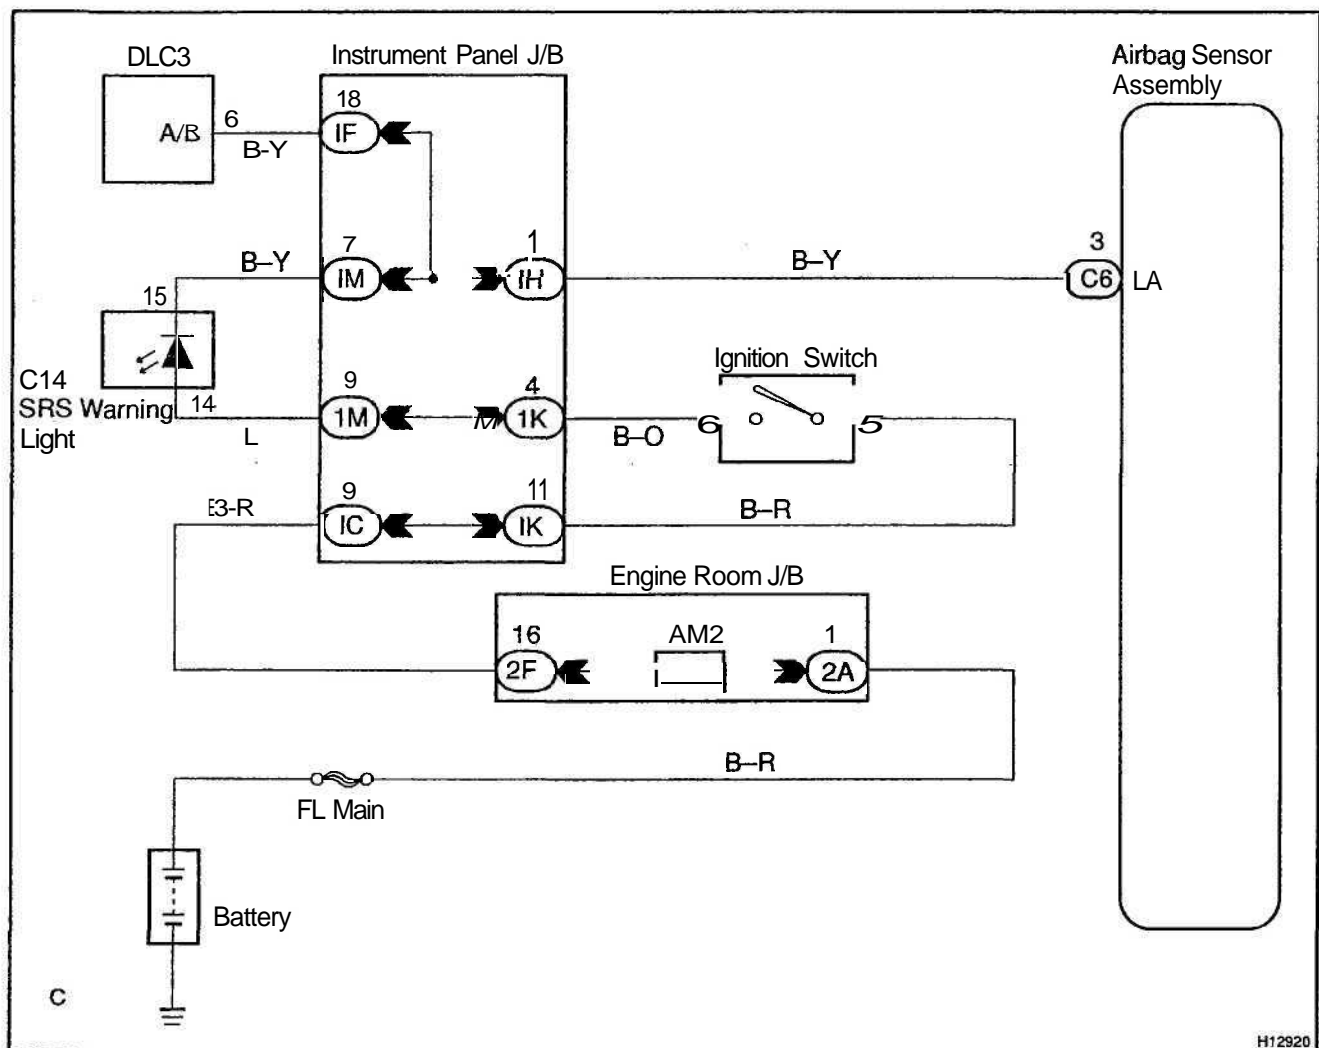 DLC3
Instrument Panel J/B
Airbag Sensor
Assembly
18
A/B
6
IF
B-Y
7
1
3
B–Y
IM
IH
B–Y
C6
LA
15
Ignition Switch
C14
SRS Warning
Light
14
L
9
1M
M
4
1K
B–O
6
5
9
11
E3-R
IC
IK
B–R
Engine Room J/B
16
AM2
1
2F
2A
B–R
FL Main
Battery
C
H12920